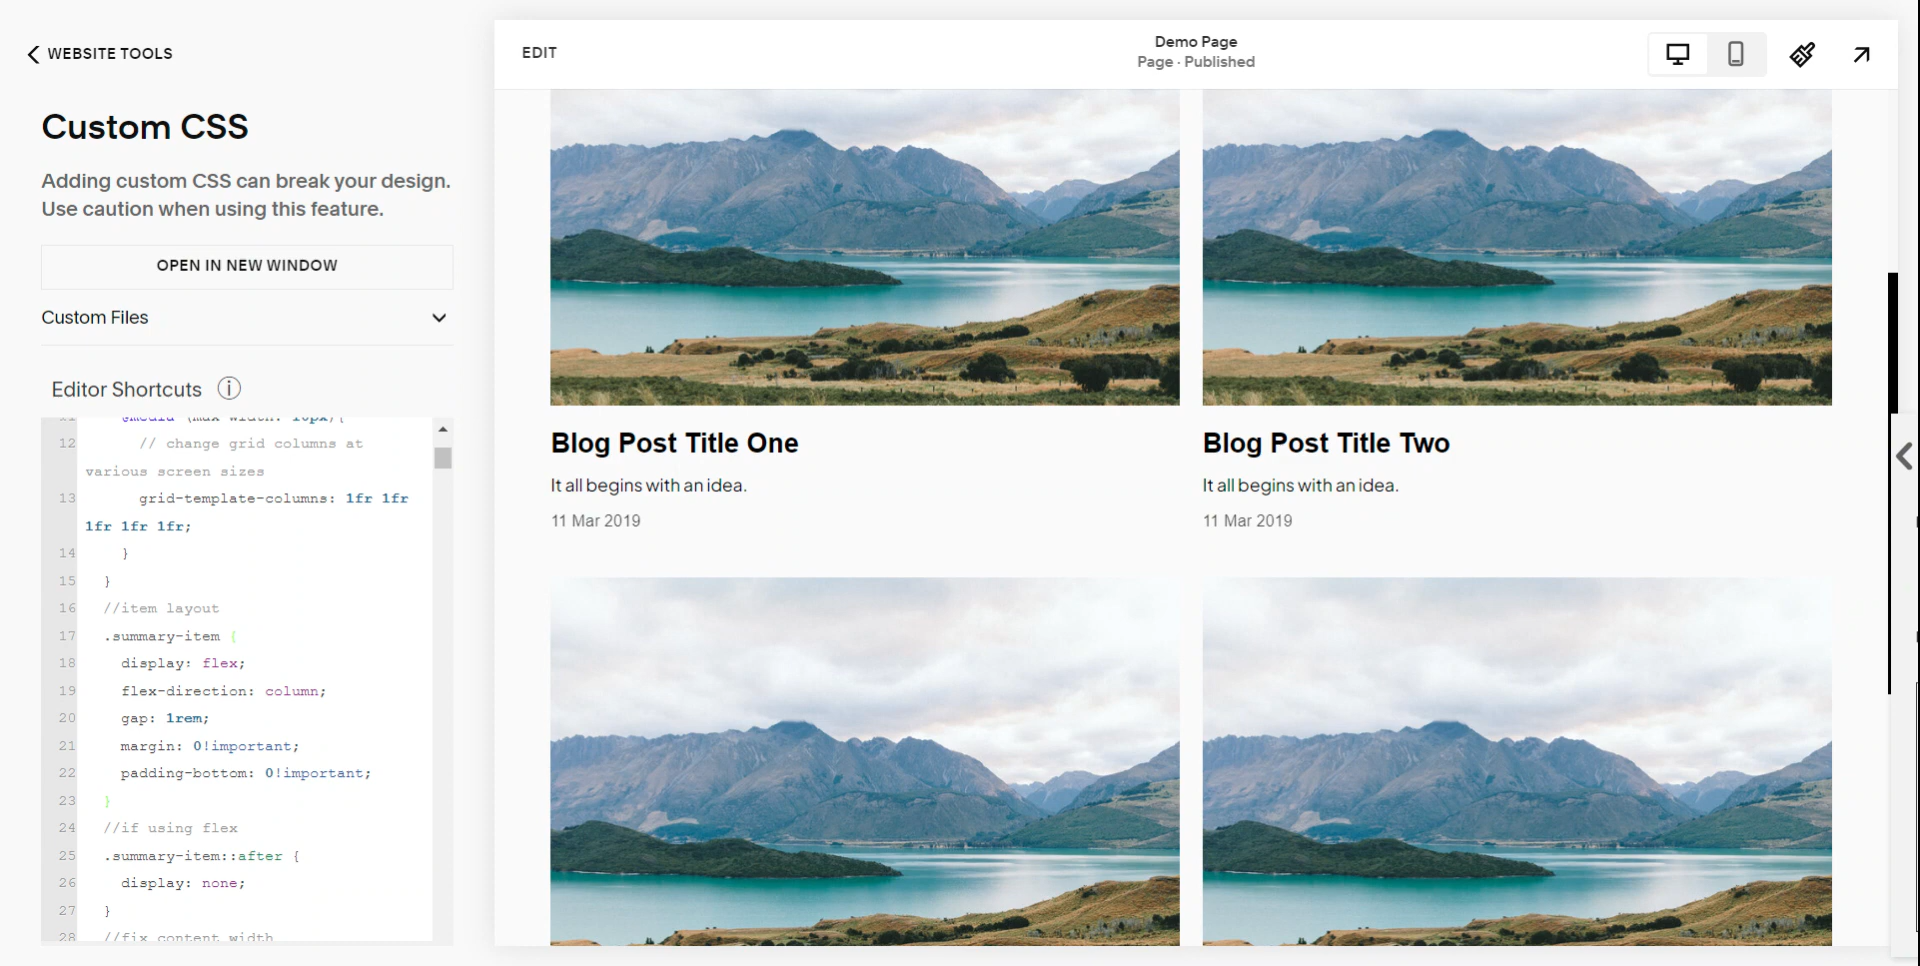 WEBSITE TOOLS
Custom CSS
Adding custom CSS can break your design.
Use caution when using this feature.
OPEN IN NEW WINDOW
Custom Files
Editor Shortcuts
12 // change grid columns at
various screen sizes
13 grid-template-columns: 1fr 1fr
1fr 1fr 1fr;
14 }
15 }
16 //item layout
17 .summary-item {
18 display: flex;
19 flex-direction: column;
20 gap: 1rem;
21 margin: 0!important;
22 padding-bottom: 0!important;
23 }
24 //if using flex
25 .summary-item::after {
26 display: none;
27 }
28 //fix content width
EDIT
Demo Page
Page · Published
Blog Post Title One
It all begins with an idea.
11 Mar 2019
Blog Post Title Two
It all begins with an idea.
11 Mar 2019